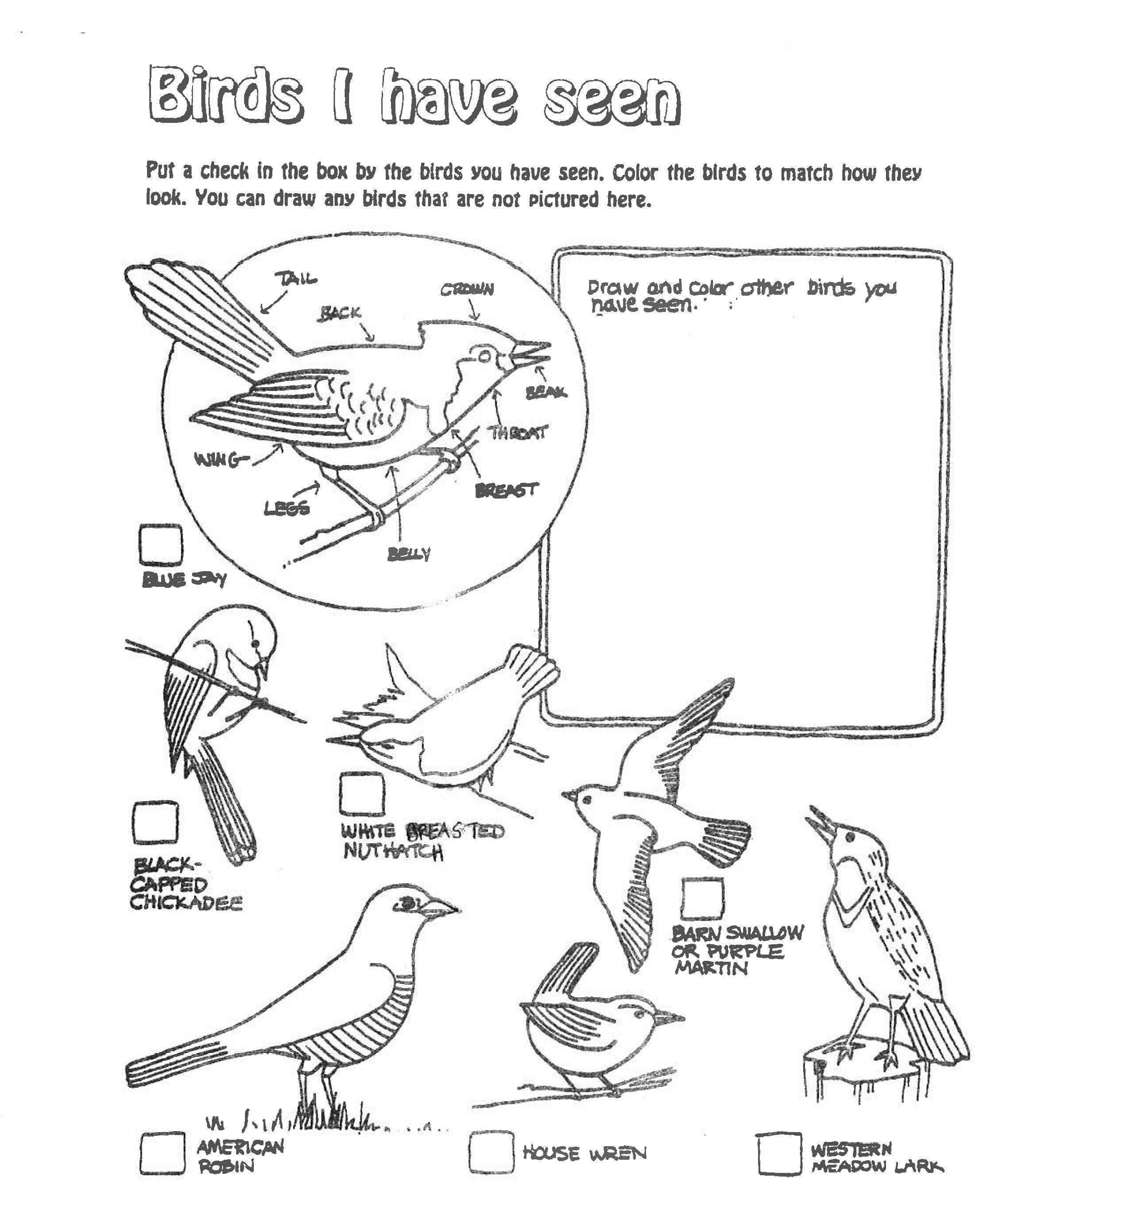 Birds I have seen
Put a check in the box by the birds you have seen. Color the birds to match how they
look. You can draw any birds that are not pictured here.
TAIL
CROWN
BACK
Draw and color other birds you
have seen.
BEAK
THROAT
WING
BREAST
LEGS
BELLY
BLUE JAY
WHITE BREASTED
NUTHATCH
BLACK-
CAPPED
CHICKADEE
BARN SWALLOW
OR PURPLE
MARTIN
AMERICAN
ROBIN
HOUSE WREN
WESTERN
MEADOW LARK